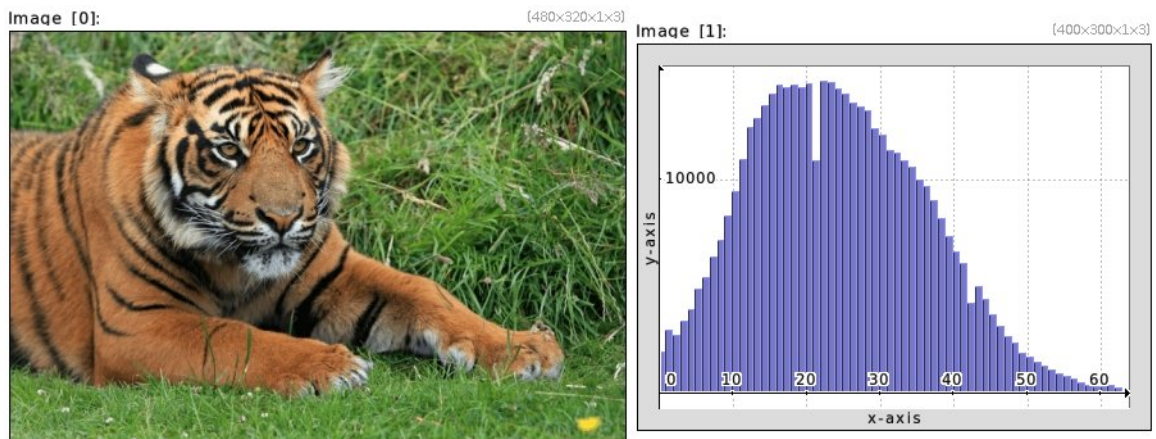 Image [0]:
(480×320×1×3)
Image [1]:
(400×300×1×3)
10000
y-axis
0 10 20 30 40 50 60
x-axis